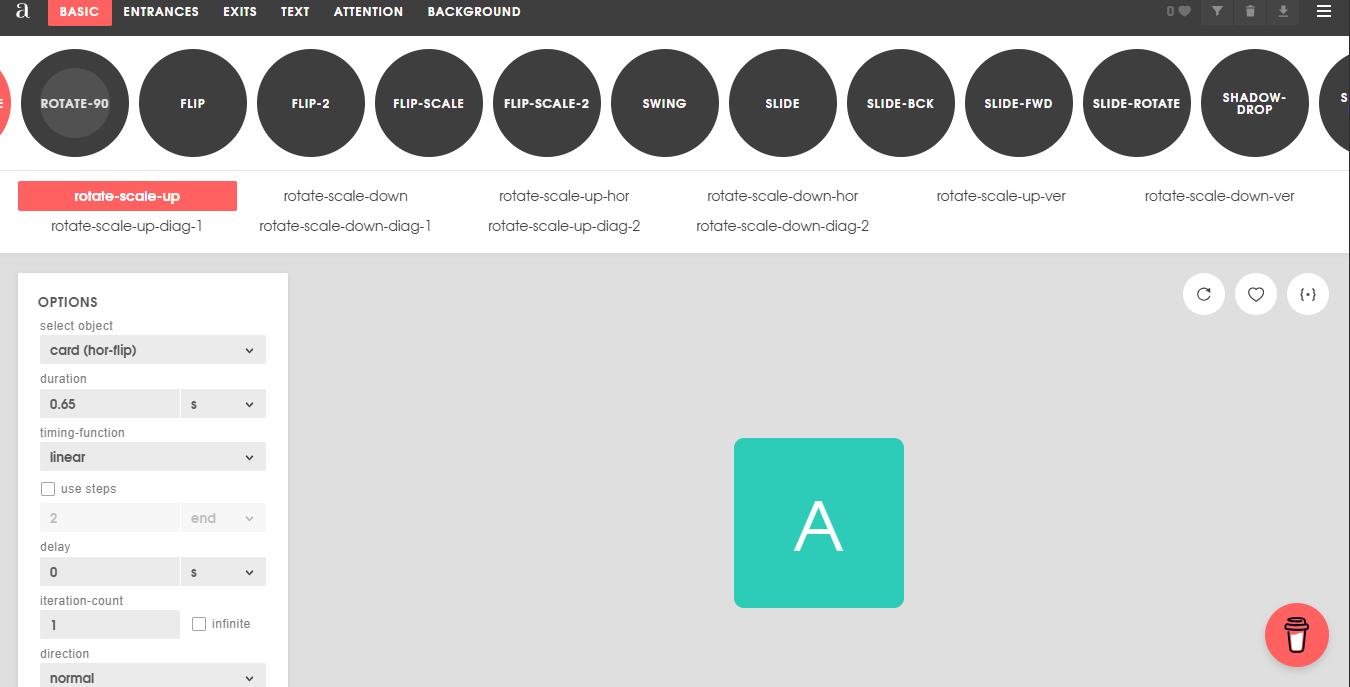 a BASIC ENTRANCES EXITS TEXT ATTENTION BACKGROUND 0
E ROTATE-90 FLIP FLIP-2 FLIP-SCALE FLIP-SCALE-2 SWING SLIDE SLIDE-BCK SLIDE-FWD SLIDE-ROTATE SHADOW-
DROP S
rotate-scale-up rotate-scale-down rotate-scale-up-hor rotate-scale-down-hor rotate-scale-up-ver rotate-scale-down-ver
rotate-scale-up-diag-1 rotate-scale-down-diag-1 rotate-scale-up-diag-2 rotate-scale-down-diag-2
OPTIONS
select object
card (hor-flip)
duration
0.65 s
timing-function
linear
use steps
2 end
delay
0 s
iteration-count
1 infinite
direction
normal
{·}
A